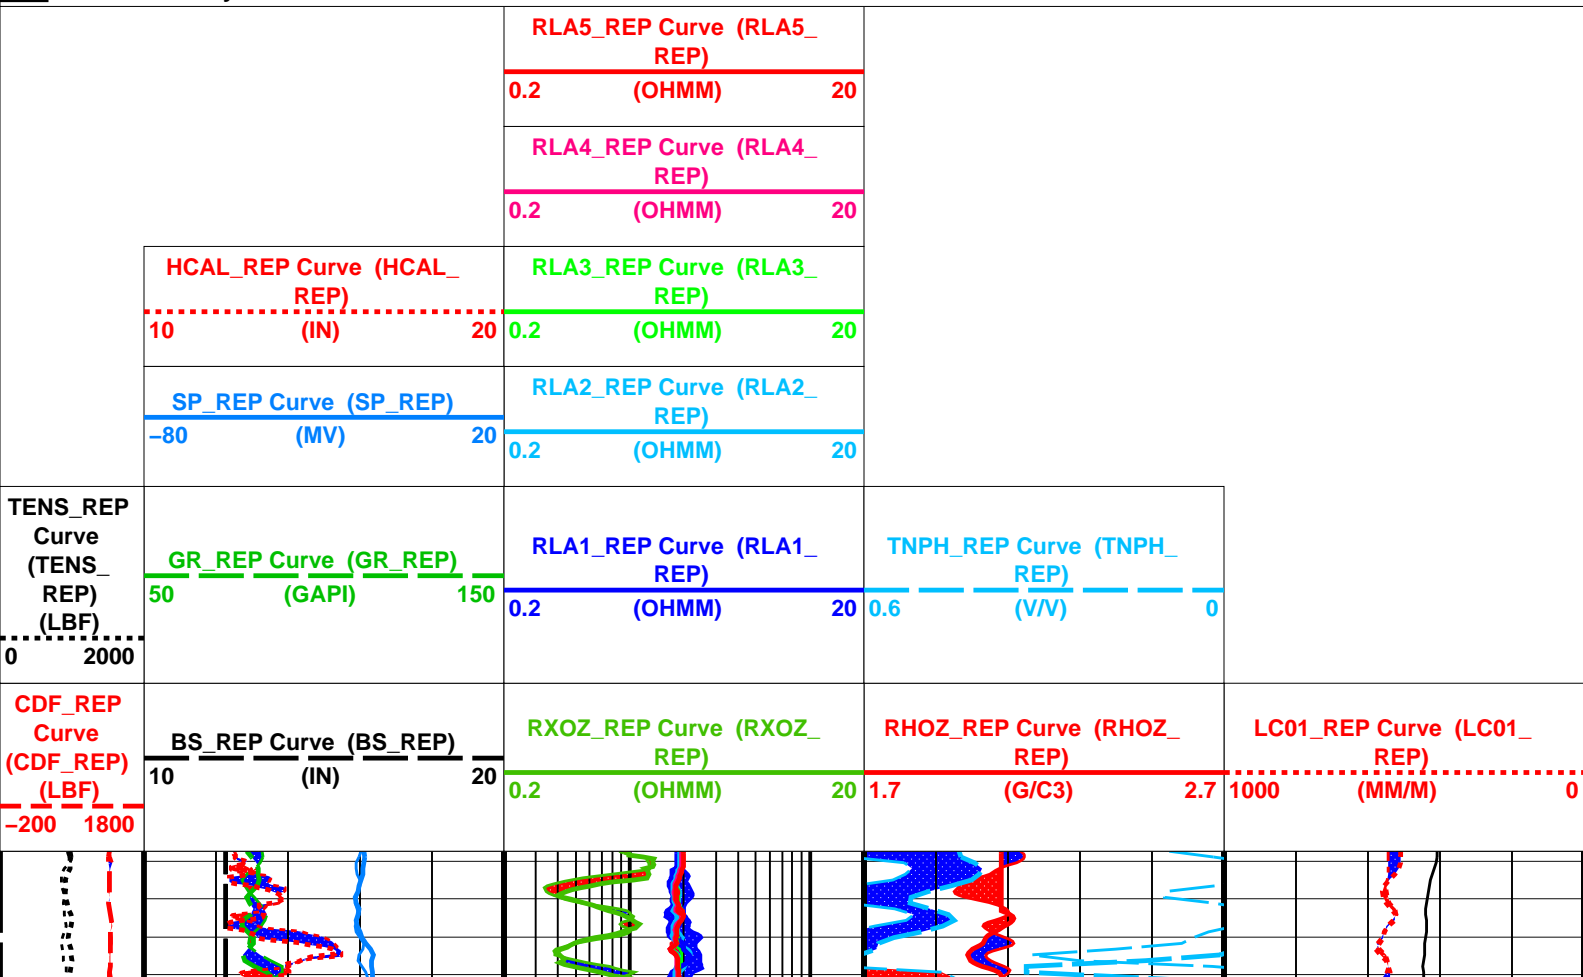 RLA5_REP Curve (RLA5_
REP)
0.2 (OHMM) 20
RLA4_REP Curve (RLA4_
REP)
0.2 (OHMM) 20
HCAL_REP Curve (HCAL_
REP)
10 (IN) 20
RLA3_REP Curve (RLA3_
REP)
0.2 (OHMM) 20
SP_REP Curve (SP_REP)
−80 (MV) 20
RLA2_REP Curve (RLA2_
REP)
0.2 (OHMM) 20
TENS_REP
Curve
(TENS_
REP)
(LBF)
0 2000
GR_REP Curve (GR_REP)
50 (GAPI) 150
RLA1_REP Curve (RLA1_
REP)
0.2 (OHMM) 20
TNPH_REP Curve (TNPH_
REP)
0.6 (V/V) 0
CDF_REP
Curve
(CDF_REP)
(LBF)
−200 1800
BS_REP Curve (BS_REP)
10 (IN) 20
RXOZ_REP Curve (RXOZ_
REP)
0.2 (OHMM) 20
RHOZ_REP Curve (RHOZ_
REP)
1.7 (G/C3) 2.7
LC01_REP Curve (LC01_
REP)
1000 (MM/M) 0